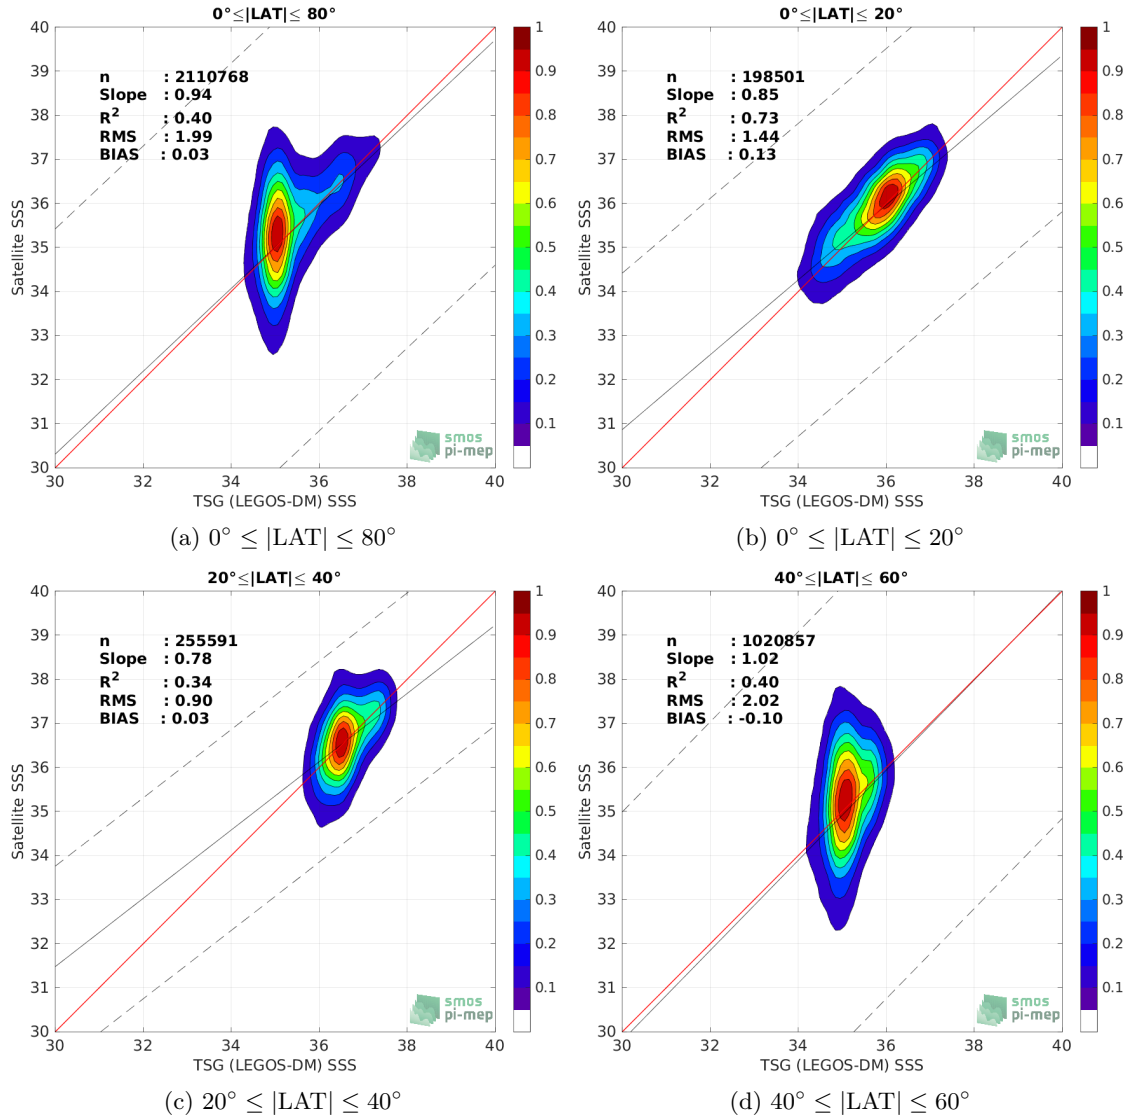 0°≤|LAT|≤ 80°
n : 2110768
Slope : 0.94
R² : 0.40
RMS : 1.99
BIAS : 0.03
Satellite SSS
40
39
38
37
36
35
34
33
32
31
30
30 32 34 36 38 40
TSG (LEGOS-DM) SSS
1
0.9
0.8
0.7
0.6
0.5
0.4
0.3
0.2
0.1
smos
pi-mep
(a) 0° ≤ |LAT| ≤ 80°
0°≤|LAT|≤ 20°
n : 198501
Slope : 0.85
R² : 0.73
RMS : 1.44
BIAS : 0.13
Satellite SSS
40
39
38
37
36
35
34
33
32
31
30
30 32 34 36 38 40
TSG (LEGOS-DM) SSS
1
0.9
0.8
0.7
0.6
0.5
0.4
0.3
0.2
0.1
smos
pi-mep
(b) 0° ≤ |LAT| ≤ 20°
20°≤|LAT|≤ 40°
n : 255591
Slope : 0.78
R² : 0.34
RMS : 0.90
BIAS : 0.03
Satellite SSS
40
39
38
37
36
35
34
33
32
31
30
30 32 34 36 38 40
TSG (LEGOS-DM) SSS
1
0.9
0.8
0.7
0.6
0.5
0.4
0.3
0.2
0.1
smos
pi-mep
(c) 20° ≤ |LAT| ≤ 40°
40°≤|LAT|≤ 60°
n : 1020857
Slope : 1.02
R² : 0.40
RMS : 2.02
BIAS : -0.10
Satellite SSS
40
39
38
37
36
35
34
33
32
31
30
30 32 34 36 38 40
TSG (LEGOS-DM) SSS
1
0.9
0.8
0.7
0.6
0.5
0.4
0.3
0.2
0.1
smos
pi-mep
(d) 40° ≤ |LAT| ≤ 60°